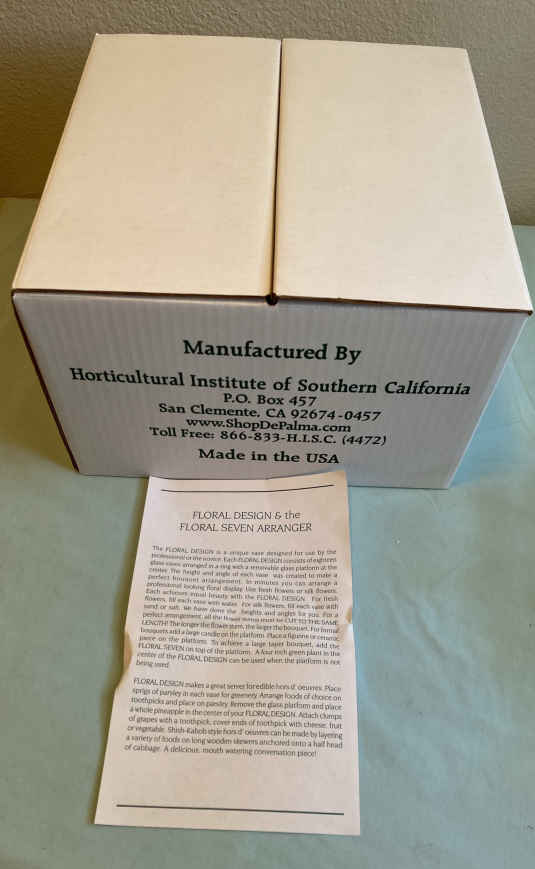 Manufactured By
Horticultural Institute of Southern California
P.O. Box 457
San Clemente, CA 92674-0457
www.ShopDePalma.com
Toll Free: 866-833-H.I.S.C. (4472)
Made in the USA
FLORAL DESIGN & the
FLORAL SEVEN ARRANGER
The FLORAL DESIGN is a unique vase designed for use by the
professional or the novice. Each FLORAL DESIGN consists of eighteen
glass vases arranged in a ring with a removable glass platform at the
center. The height and angle of each vase was created to make a
perfect bouquet arrangement. In minutes you can arrange a
professional looking floral display like fresh flowers or silk flowers.
Each achieves equal beauty with the FLORAL DESIGN. For fresh
flowers, fill each vase with water. For silk flowers, fill each vase with
sand or salt. We have done the heights and angles for you. For a
perfect arrangement, all the flower stems must be CUT TO THE SAME
LENGTH! The longer the flower stem, the larger the bouquet. For formal
bouquets add a large candle on the platform. Place a figurine or ceramic
piece on the platform. To achieve a large taper bouquet, add the
FLORAL SEVEN on top of the platform. A four inch green plant in the
center of the FLORAL DESIGN can be used when the platform is not
being used.
FLORAL DESIGN makes a great server for edible hors d' oeuvres. Place
sprigs of parsley in each vase for greenery. Arrange foods of choice on
toothpicks and place on parsley. Remove the glass platform and place
a whole pineapple in the center of your FLORAL DESIGN. Attach clumps
of grapes with a toothpick, cover ends of toothpick with cheese, fruit
or vegetable. Shish-Kabob style hors d' oeuvres can be made by layering
a variety of foods on long wooden skewers anchored onto a half head
of cabbage. A delicious, mouth watering conversation piece!